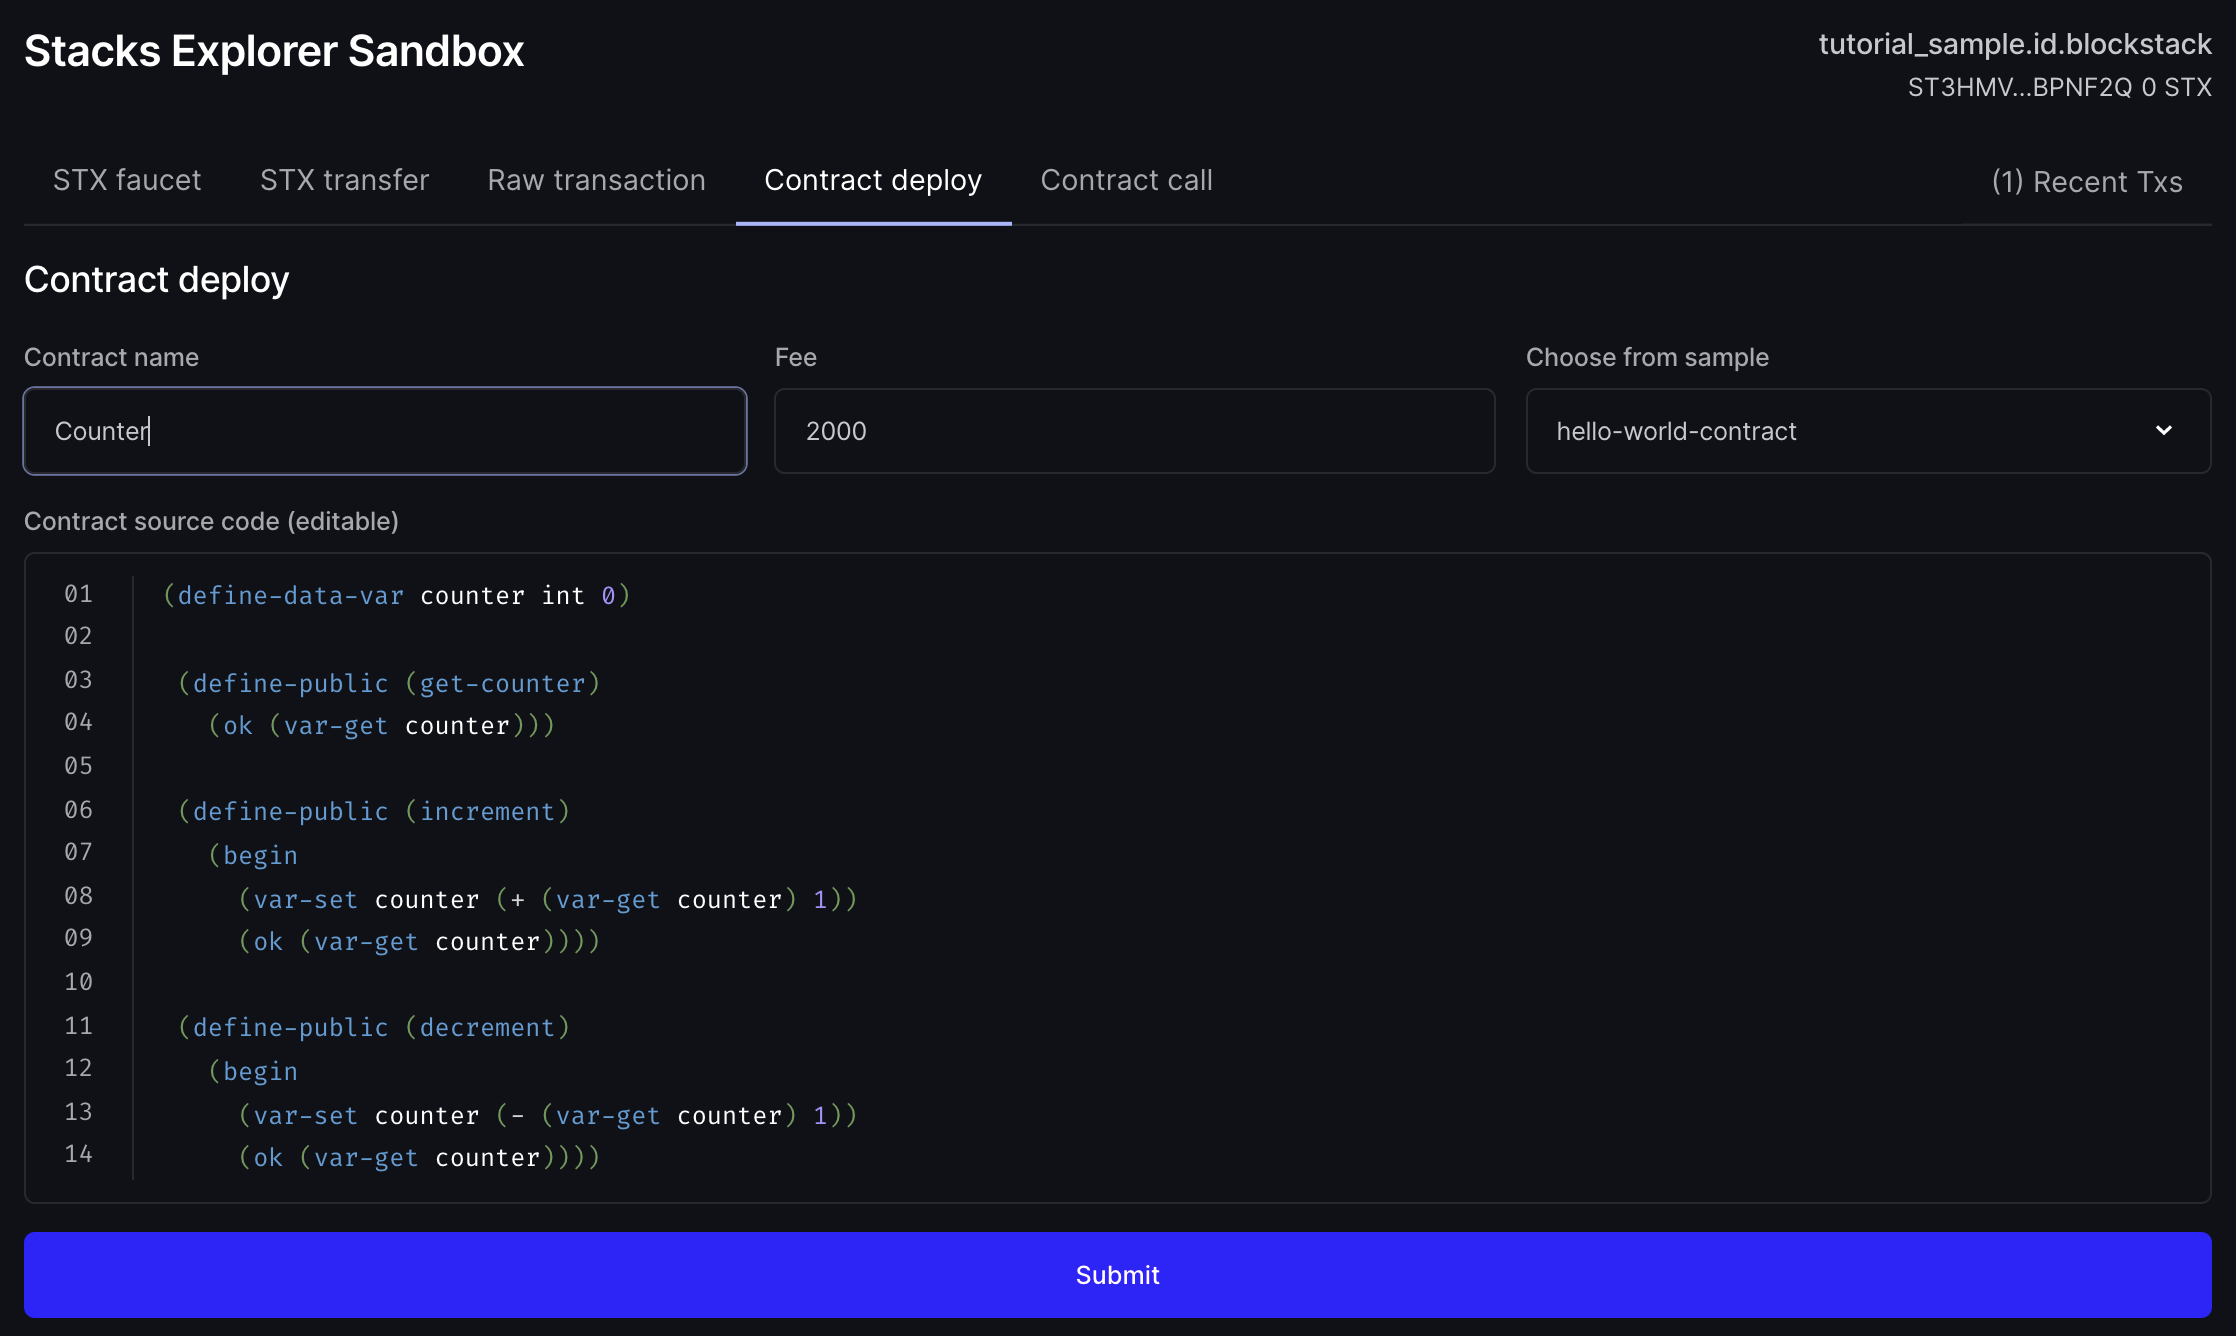 Stacks Explorer Sandbox
tutorial_sample.id.blockstack
ST3HMV...BPNF2Q 0 STX
STX faucet STX transfer Raw transaction Contract deploy Contract call (1) Recent Txs
Contract deploy
Contract name Fee Choose from sample
Counter 2000 hello-world-contract
Contract source code (editable)
01 (define-data-var counter int 0)
02
03 (define-public (get-counter)
04 (ok (var-get counter)))
05
06 (define-public (increment)
07 (begin
08 (var-set counter (+ (var-get counter) 1))
09 (ok (var-get counter))))
10
11 (define-public (decrement)
12 (begin
13 (var-set counter (- (var-get counter) 1))
14 (ok (var-get counter))))
Submit